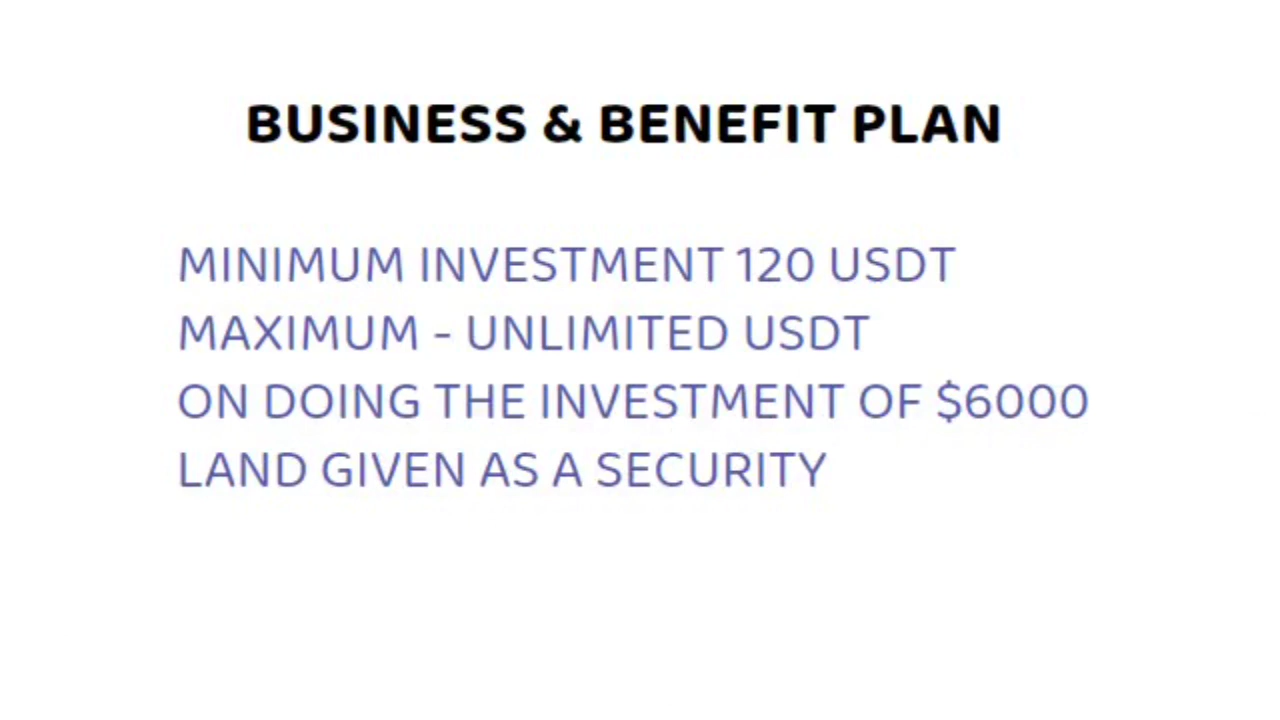 BUSINESS & BENEFIT PLAN
MINIMUM INVESTMENT 120 USDT
MAXIMUM - UNLIMITED USDT
ON DOING THE INVESTMENT OF $6000
LAND GIVEN AS A SECURITY